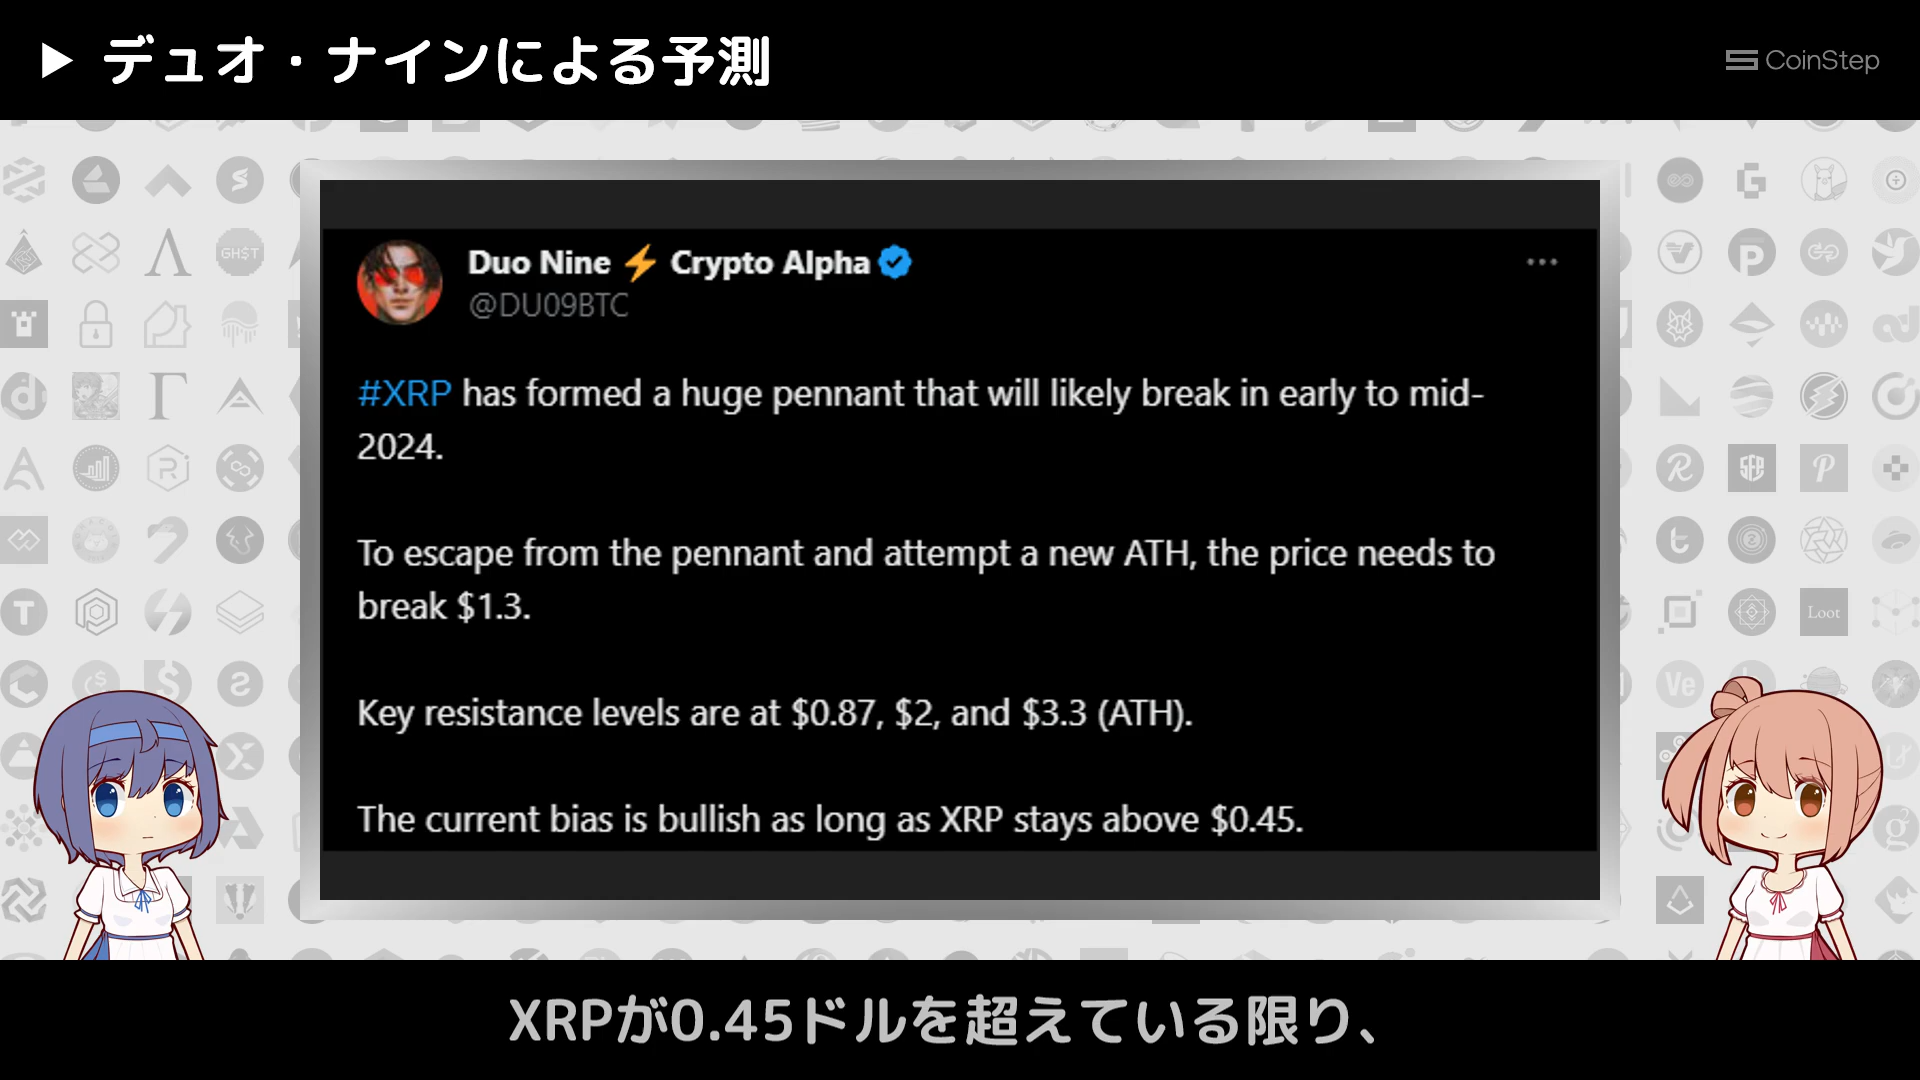 ▶ デュオ・ナインによる予測
CoinStep
Duo Nine⚡Crypto Alpha
@DU09BTC
#XRP has formed a huge pennant that will likely break in early to mid-
2024.
To escape from the pennant and attempt a new ATH, the price needs to
break $1.3.
Key resistance levels are at $0.87, $2, and $3.3 (ATH).
The current bias is bullish as long as XRP stays above $0.45.
GH$T
SFP
Loot
Ve
XRPが0.45ドルを超えている限り、